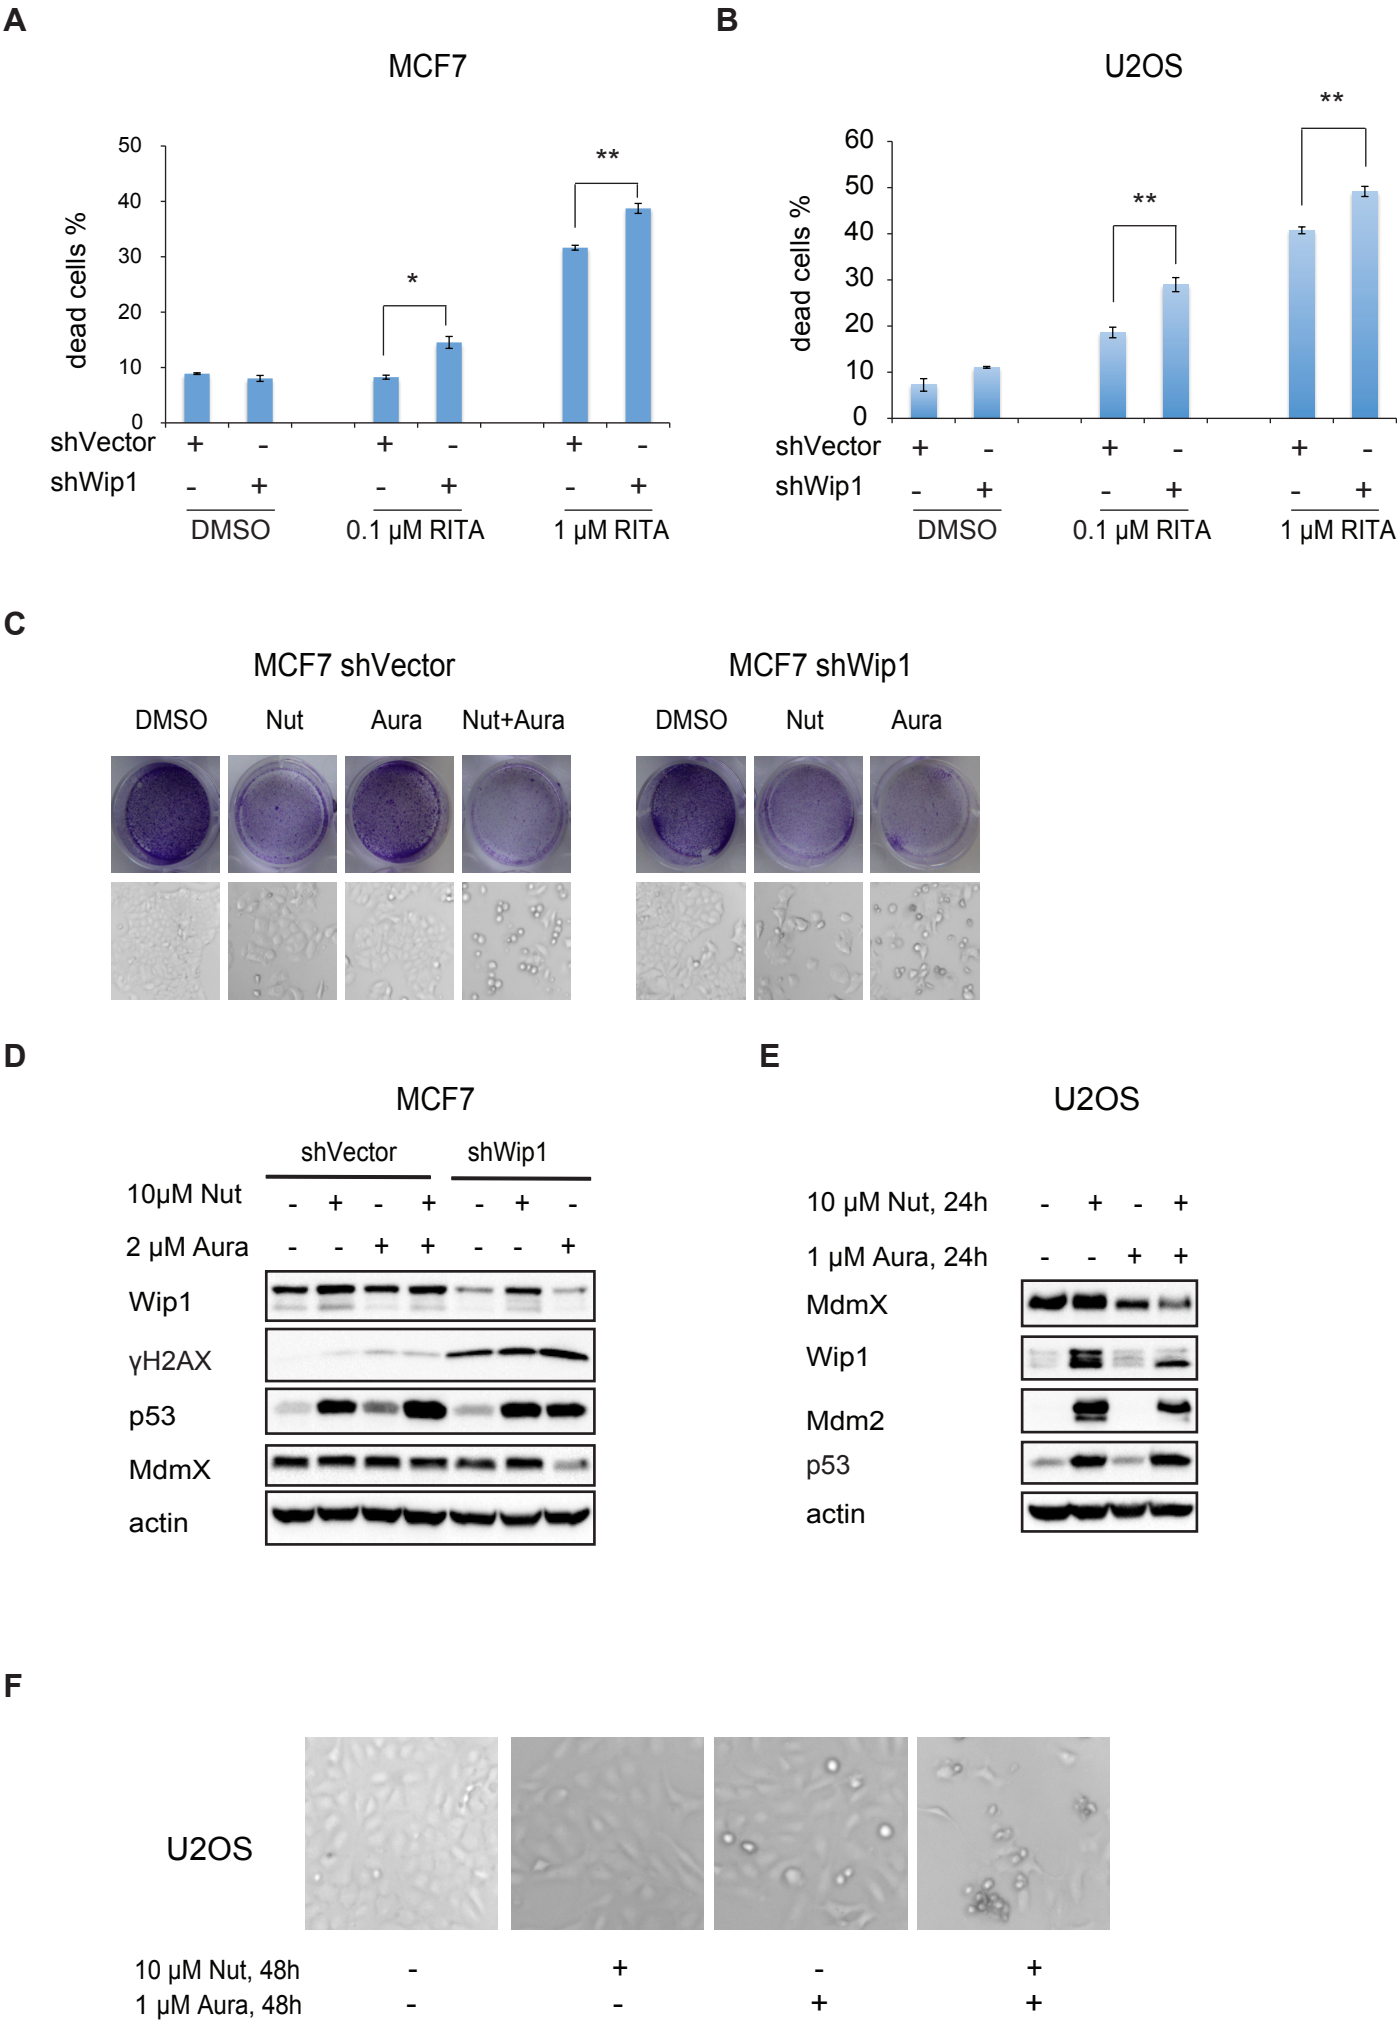 A
MCF7
50
40
30
20
10
0
dead cells %
*
**
shVector + - + - + -
shWip1 - + - + - +
DMSO 0.1 µM RITA 1 µM RITA
B
U2OS
60
50
40
30
20
10
0
dead cells %
**
**
shVector + - + - + -
shWip1 - + - + - +
DMSO 0.1 µM RITA 1 µM RITA
C
MCF7 shVector MCF7 shWip1
DMSO Nut Aura Nut+Aura DMSO Nut Aura
D
MCF7
shVector shWip1
10µM Nut - + - + - + -
2 µM Aura - - + + - - +
Wip1
γH2AX
p53
MdmX
actin
E
U2OS
10 µM Nut, 24h - + - +
1 µM Aura, 24h - - + +
MdmX
Wip1
Mdm2
p53
actin
F
U2OS
10 µM Nut, 48h - + - +
1 µM Aura, 48h - - + +